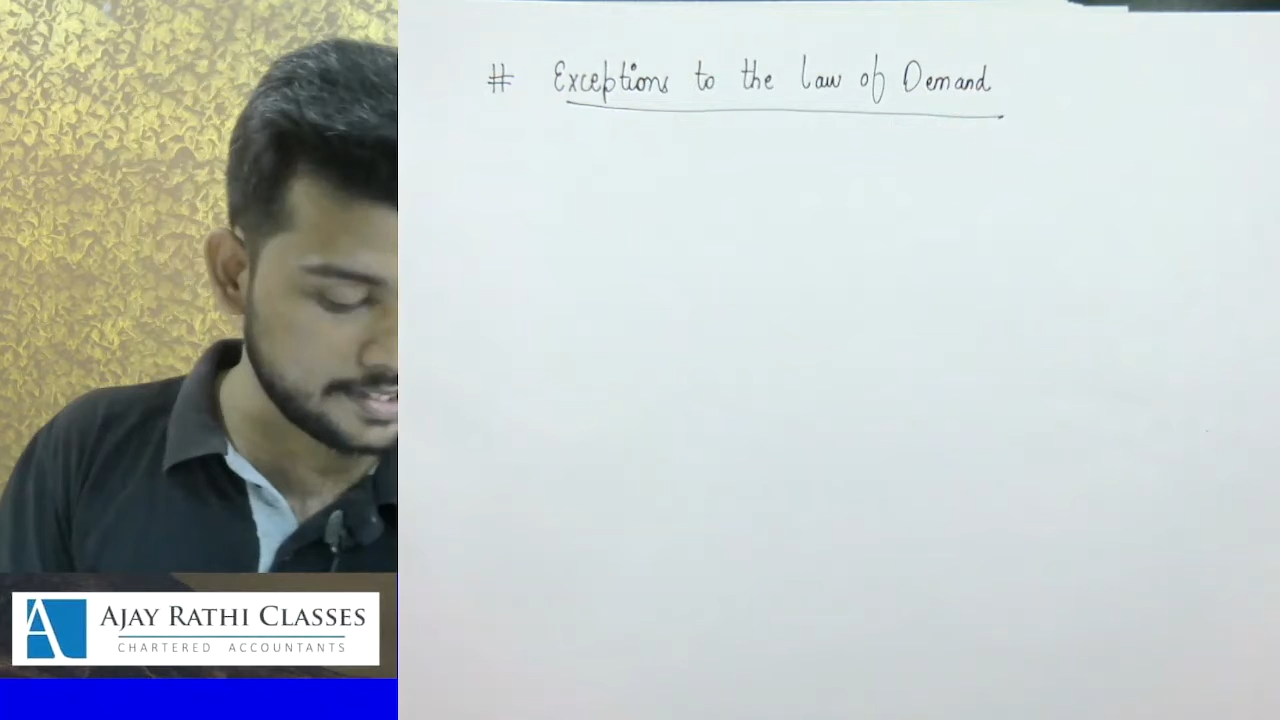 # Exceptions to the Law of Demand
AJAY RATHI CLASSES
CHARTERED ACCOUNTANTS